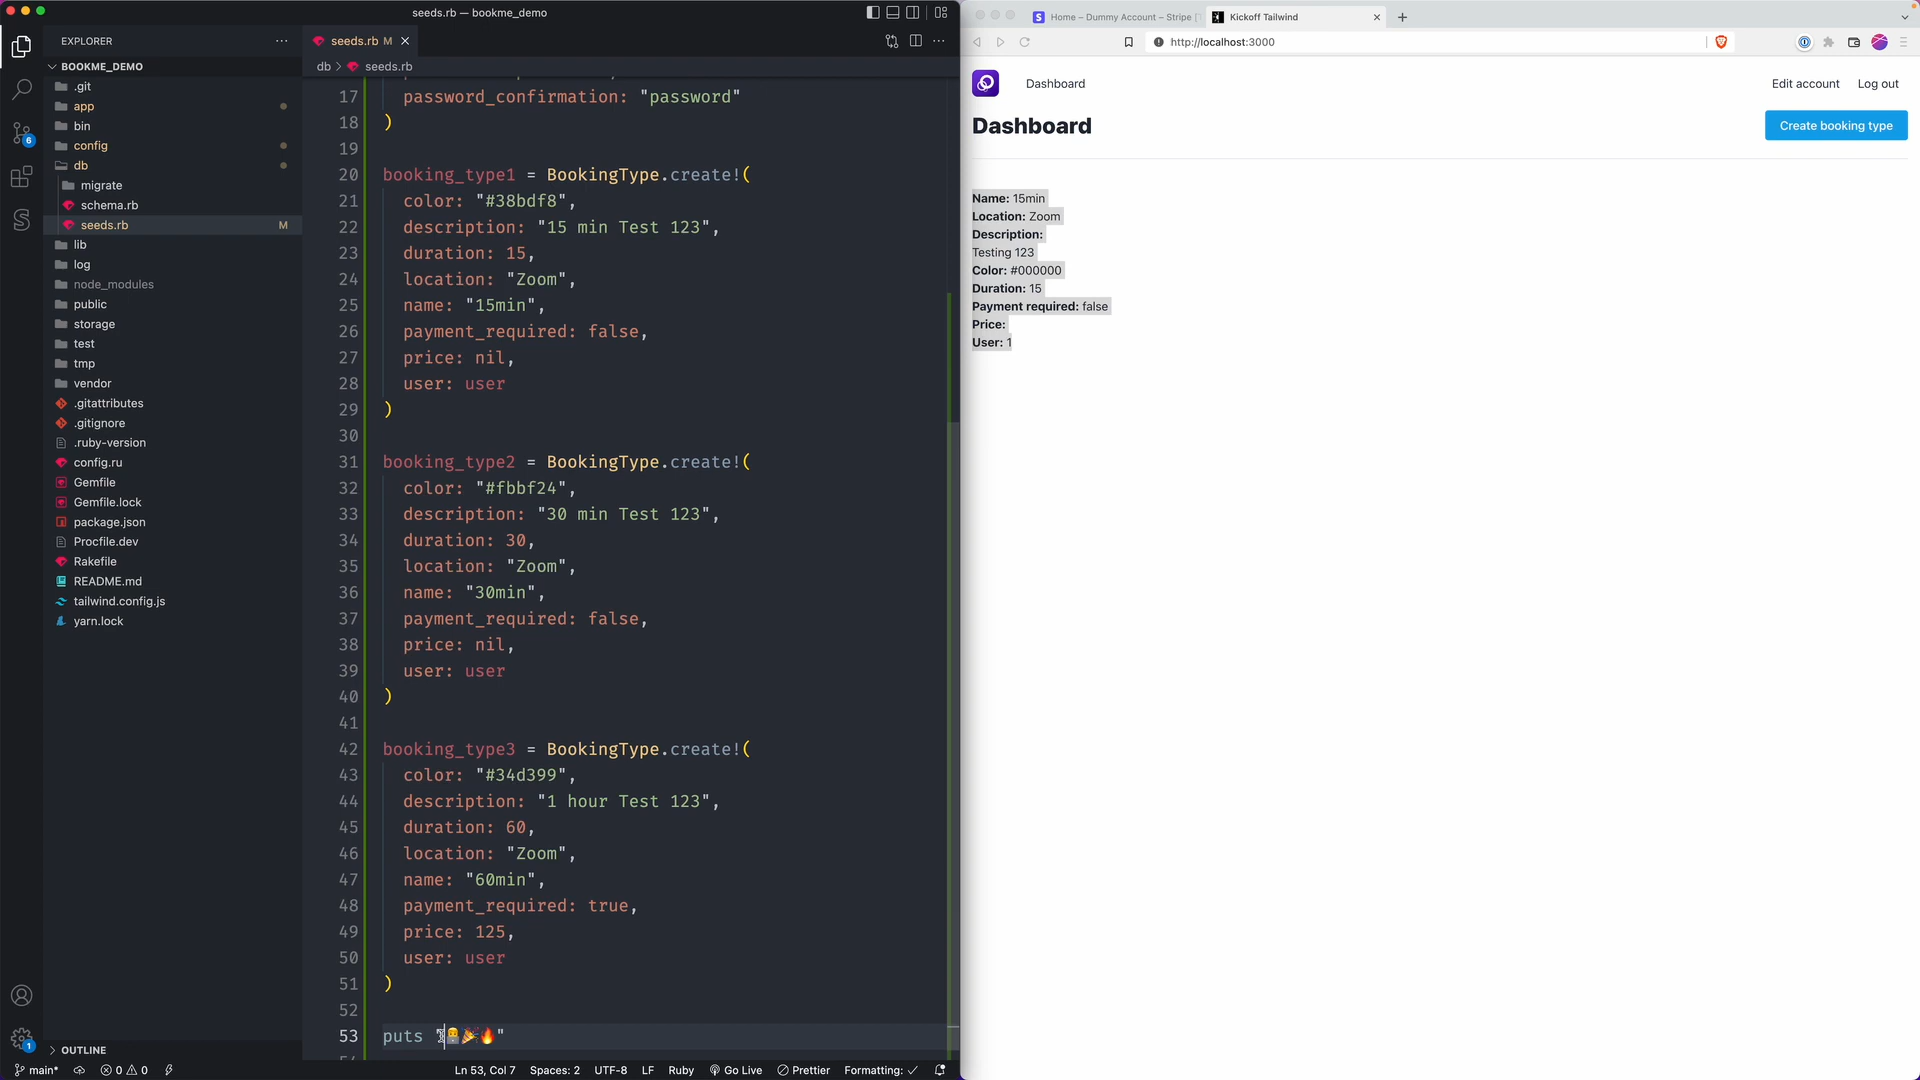 seeds.rb — bookme_demo
EXPLORER
BOOKME_DEMO
.git
app
bin
config
db
migrate
schema.rb
seeds.rb M
lib
log
node_modules
public
storage
test
tmp
vendor
.gitattributes
.gitignore
.ruby-version
config.ru
Gemfile
Gemfile.lock
package.json
Procfile.dev
Rakefile
README.md
tailwind.config.js
yarn.lock
OUTLINE
6
1
seeds.rb M
db > seeds.rb
17 password_confirmation: "password"
18 )
19
20 booking_type1 = BookingType.create!(
21 color: "#38bdf8",
22 description: "15 min Test 123",
23 duration: 15,
24 location: "Zoom",
25 name: "15min",
26 payment_required: false,
27 price: nil,
28 user: user
29 )
30
31 booking_type2 = BookingType.create!(
32 color: "#fbbf24",
33 description: "30 min Test 123",
34 duration: 30,
35 location: "Zoom",
36 name: "30min",
37 payment_required: false,
38 price: nil,
39 user: user
40 )
41
42 booking_type3 = BookingType.create!(
43 color: "#34d399",
44 description: "1 hour Test 123",
45 duration: 60,
46 location: "Zoom",
47 name: "60min",
48 payment_required: true,
49 price: 125,
50 user: user
51 )
52
53 puts "👨‍💼🎉🔥"
main* 0 0 Ln 53, Col 7 Spaces: 2 UTF-8 LF Ruby Go Live Prettier Formatting: ✓
Home – Dummy Account – Stripe
Kickoff Tailwind
http://localhost:3000
Dashboard
Edit account
Log out
Dashboard
Create booking type
Name: 15min
Location: Zoom
Description:
Testing 123
Color: #000000
Duration: 15
Payment required: false
Price:
User: 1